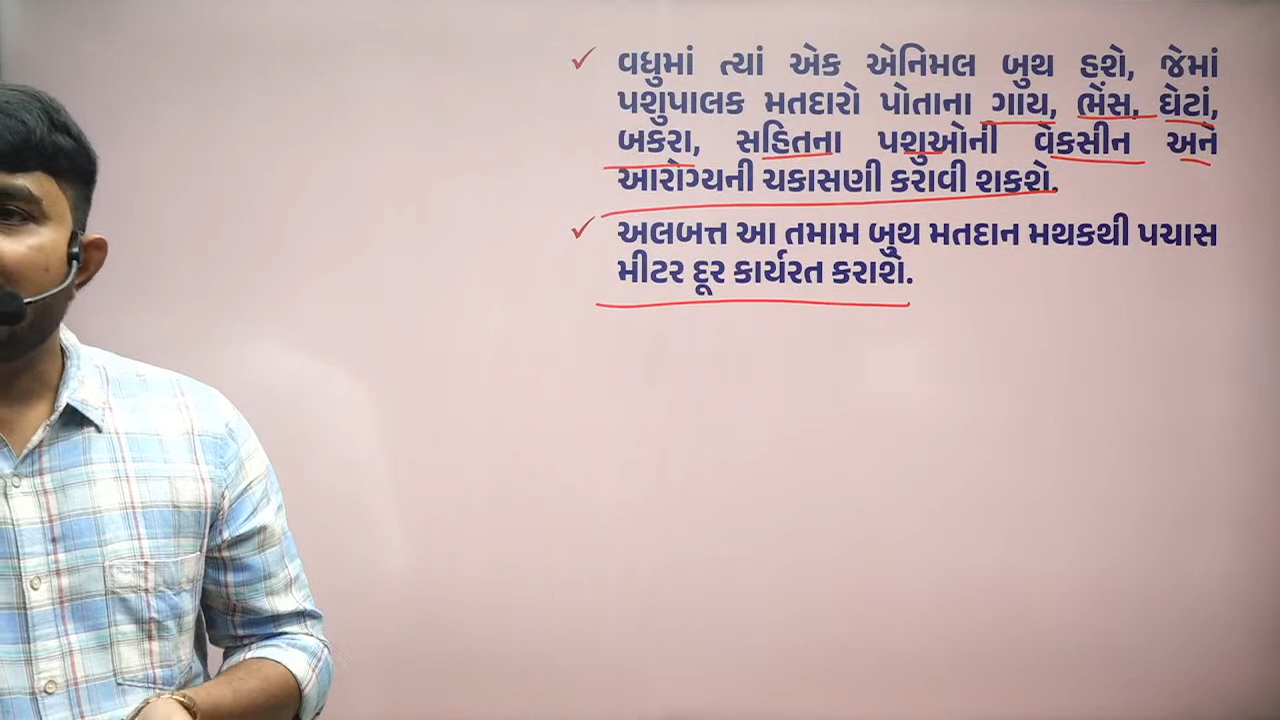 વધુમાં ત્યાં એક એનિમલ બુથ હશે, જેમાં
પશુપાલક મતદારો પોતાના ગાય, ભેંસ, ઘેટાં,
બકરા, સહિતના પશુઓની વેકસીન અને
આરોગ્યની ચકાસણી કરાવી શકશે.
અલબત્ત આ તમામ બુથ મતદાન મથકથી પચાસ
મીટર દૂર કાર્યરત કરાશે.